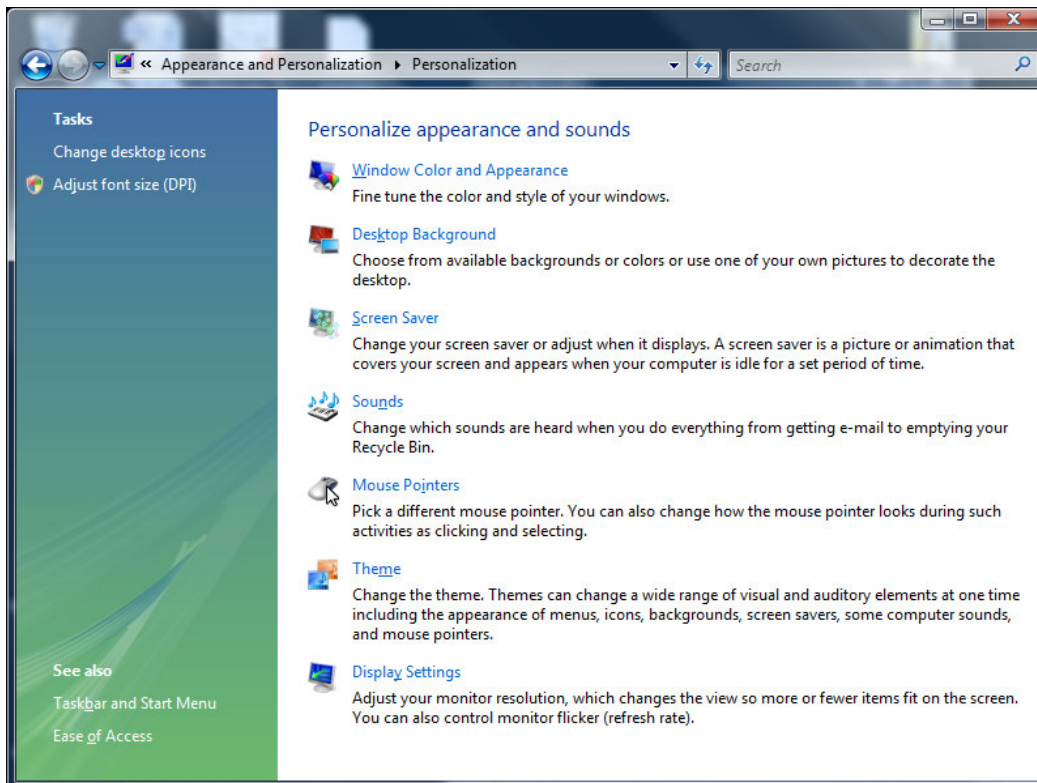 « Appearance and Personalization ▸ Personalization
Search
Tasks
Change desktop icons
Adjust font size (DPI)
Personalize appearance and sounds
Window Color and Appearance
Fine tune the color and style of your windows.
Desktop Background
Choose from available backgrounds or colors or use one of your own pictures to decorate the
desktop.
Screen Saver
Change your screen saver or adjust when it displays. A screen saver is a picture or animation that
covers your screen and appears when your computer is idle for a set period of time.
Sounds
Change which sounds are heard when you do everything from getting e-mail to emptying your
Recycle Bin.
Mouse Pointers
Pick a different mouse pointer. You can also change how the mouse pointer looks during such
activities as clicking and selecting.
Theme
Change the theme. Themes can change a wide range of visual and auditory elements at one time
including the appearance of menus, icons, backgrounds, screen savers, some computer sounds,
and mouse pointers.
Display Settings
Adjust your monitor resolution, which changes the view so more or fewer items fit on the screen.
You can also control monitor flicker (refresh rate).
See also
Taskbar and Start Menu
Ease of Access